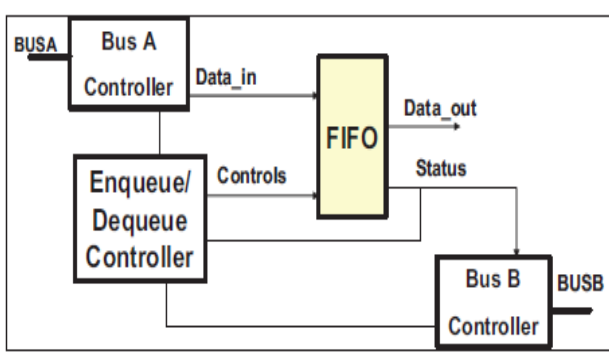 BUSA
Bus A
Controller
Data_in
FIFO
Data_out
Enqueue/
Dequeue
Controller
Controls
Status
Bus B
Controller
BUSB